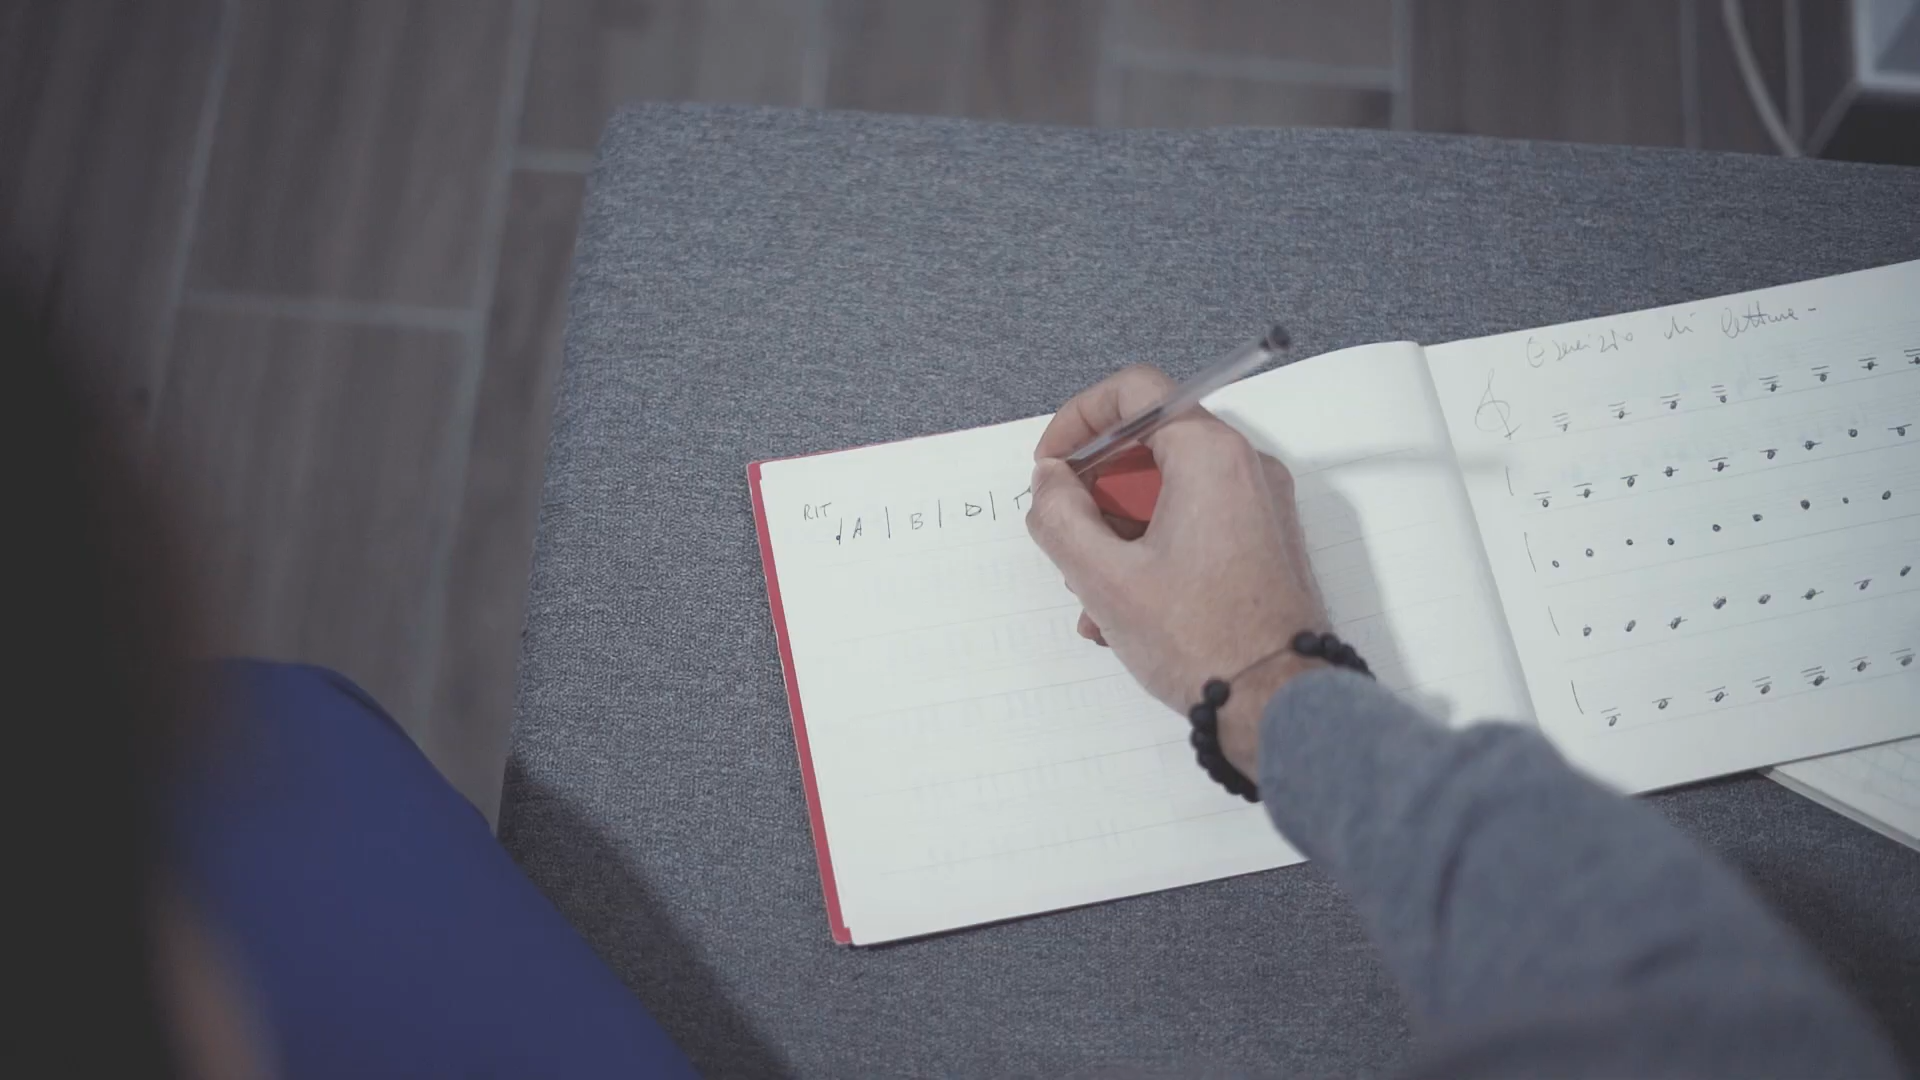 RIT
| A | B | D |
Esercizio di lettura -